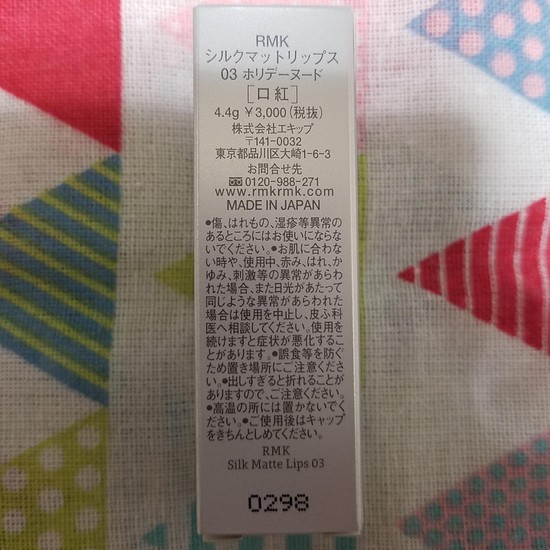 RMK
シルクマットリップス
03 ホリデーヌード
［口紅］
4.4g ￥3,000（税抜）
株式会社エキップ
〒141-0032
東京都品川区大崎1-6-3
お問合せ先
0120-988-271
www.rmkrmk.com
MADE IN JAPAN
●傷、はれもの、湿疹等異常の
あるところにはお使いにならな
いでください。●お肌に合わな
い時や、使用中、赤み、はれ、か
ゆみ、刺激等の異常があらわ
れた場合、また日光があたって
同じような異常があらわれた
場合は使用を中止し、皮ふ科
医へ相談してください。使用を
続けますと症状が悪化するこ
とがあります。●誤食等を防ぐ
ため置き場所にご注意ください。
●出しすぎると折れることが
ありますので、ご注意ください。
●高温の所には置かないでく
ださい。●ご使用後はキャップ
をきちんとしめてください。
RMK
Silk Matte Lips 03
0298